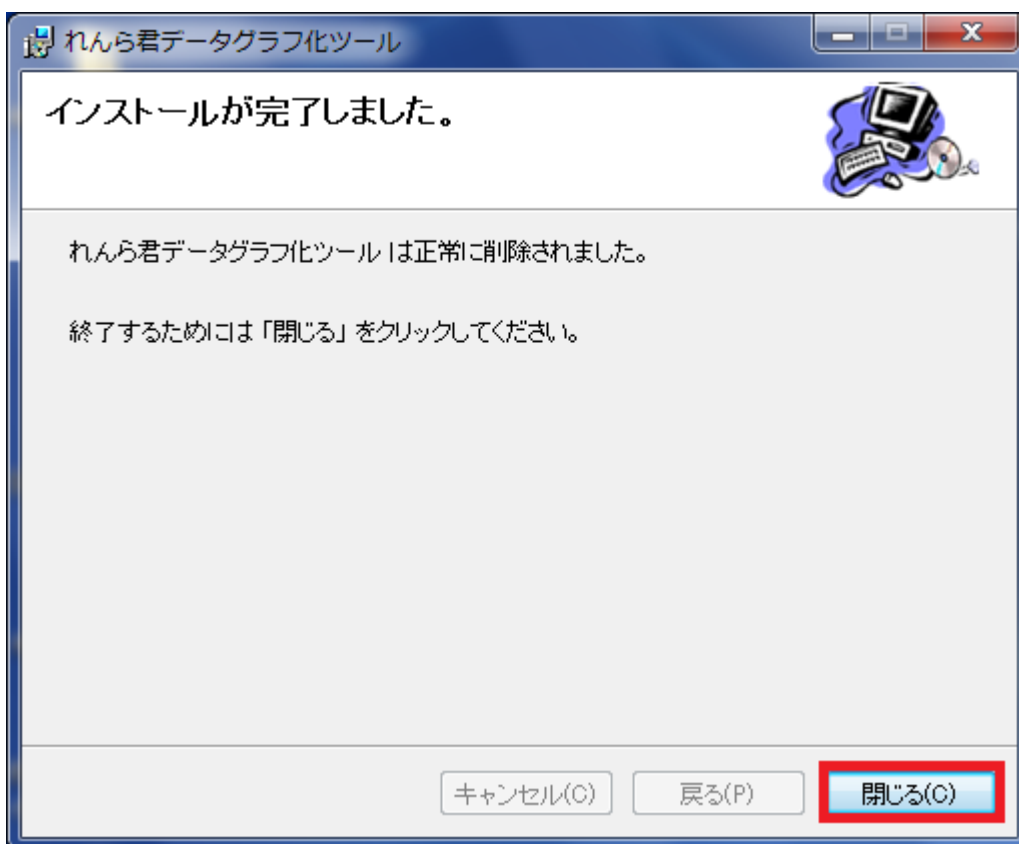 れんら君データグラフ化ツール
インストールが完了しました。
れんら君データグラフ化ツール は正常に削除されました。
終了するためには「閉じる」をクリックしてください。
キャンセル(C)
戻る(P)
閉じる(C)